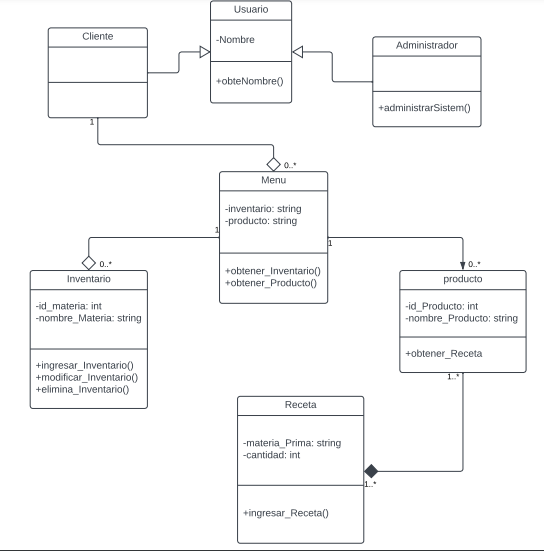 Usuario
-Nombre
+obteNombre()
Cliente
Administrador
+administrarSistem()
1
0..*
Menu
-inventario: string
-producto: string
+obtener_Inventario()
+obtener_Producto()
1
1
0..*
0..*
Inventario
-id_materia: int
-nombre_Materia: string
+ingresar_Inventario()
+modificar_Inventario()
+elimina_Inventario()
producto
-id_Producto: int
-nombre_Producto: string
+obtener_Receta
1..*
Receta
-materia_Prima: string
-cantidad: int
+ingresar_Receta()
1..*